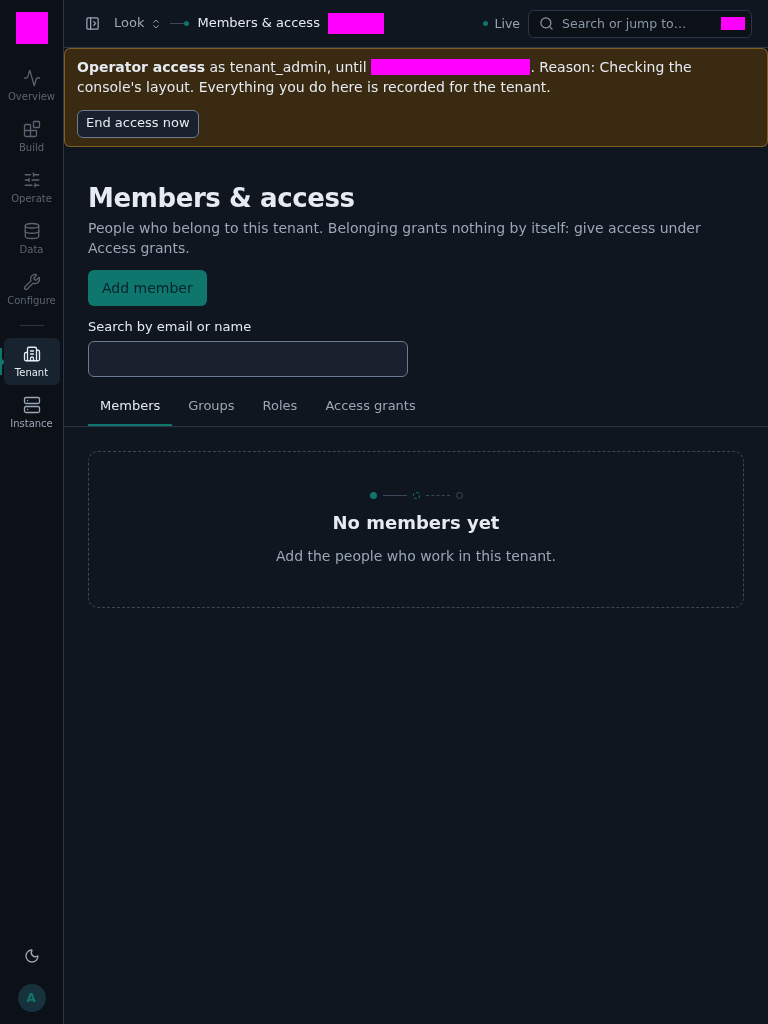 Look
Members & access
Live
Search or jump to…
Overview
Build
Operate
Data
Configure
Tenant
Instance
Operator access as tenant_admin, until . Reason: Checking the
console's layout. Everything you do here is recorded for the tenant.
End access now
Members & access
People who belong to this tenant. Belonging grants nothing by itself: give access under
Access grants.
Add member
Search by email or name
Members Groups Roles Access grants
No members yet
Add the people who work in this tenant.
A